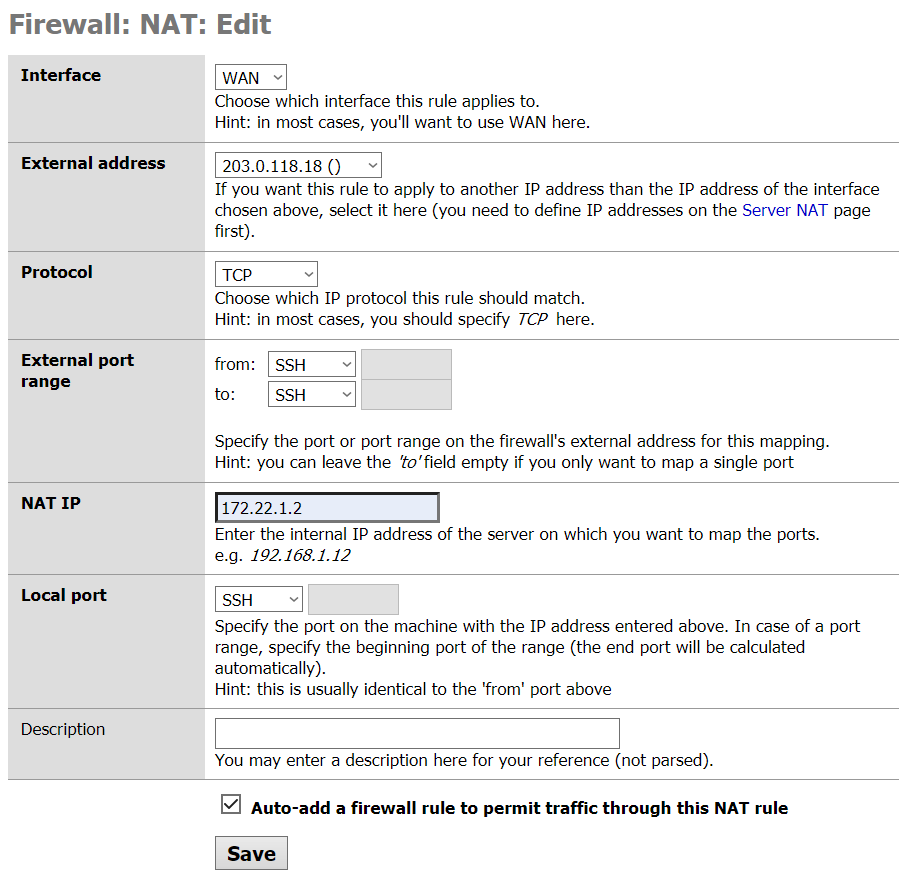 Firewall: NAT: Edit
Interface
WAN
Choose which interface this rule applies to.
Hint: in most cases, you'll want to use WAN here.
External address
203.0.118.18 ()
If you want this rule to apply to another IP address than the IP address of the interface
chosen above, select it here (you need to define IP addresses on the Server NAT page
first).
Protocol
TCP
Choose which IP protocol this rule should match.
Hint: in most cases, you should specify TCP here.
External port
range
from: SSH
to: SSH
Specify the port or port range on the firewall's external address for this mapping.
Hint: you can leave the 'to' field empty if you only want to map a single port
NAT IP
172.22.1.2
Enter the internal IP address of the server on which you want to map the ports.
e.g. 192.168.1.12
Local port
SSH
Specify the port on the machine with the IP address entered above. In case of a port
range, specify the beginning port of the range (the end port will be calculated
automatically).
Hint: this is usually identical to the 'from' port above
Description
You may enter a description here for your reference (not parsed).
Auto-add a firewall rule to permit traffic through this NAT rule
Save